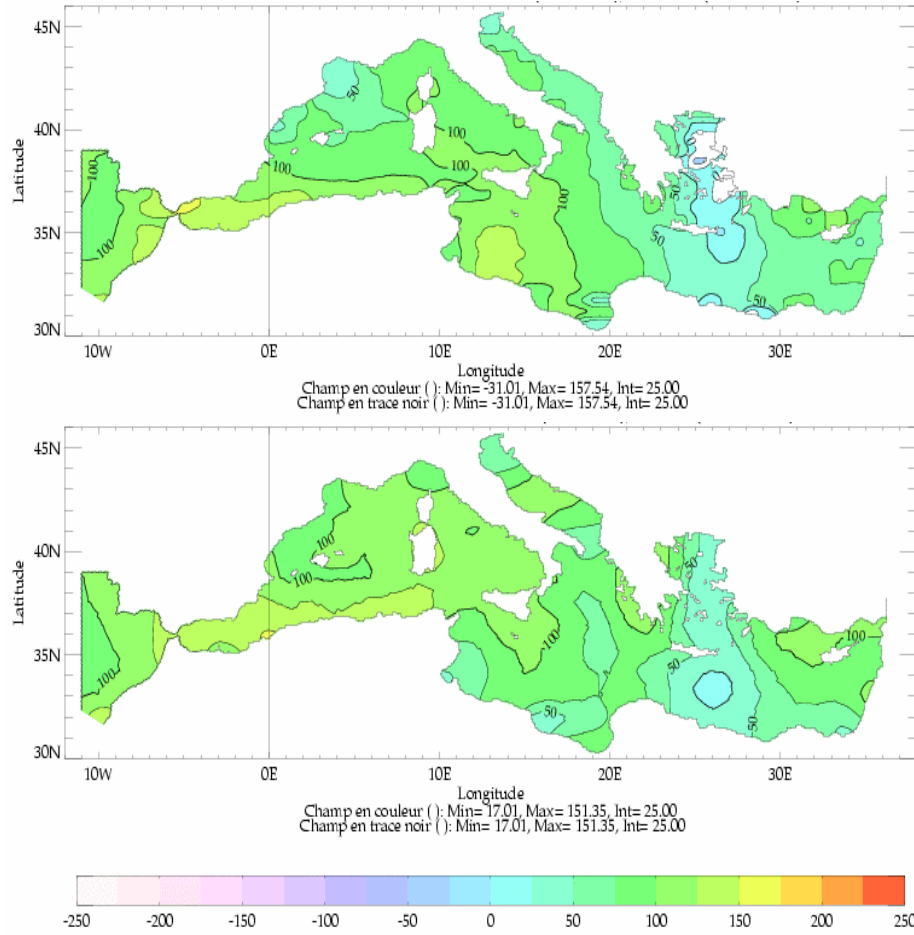 45N
50
40N
100
100
100
100
100
50
100
35N
50
50
30N
10W 0E 10E 20E 30E
Latitude
Longitude
Champ en couleur ( ): Min= -31.01, Max= 157.54, Int= 25.00
Champ en trace noir ( ): Min= -31.01, Max= 157.54, Int= 25.00
45N
40N
100
100
50
100
100
35N
50
100
50
50
30N
10W 0E 10E 20E 30E
Latitude
Longitude
Champ en couleur ( ): Min= 17.01, Max= 151.35, Int= 25.00
Champ en trace noir ( ): Min= 17.01, Max= 151.35, Int= 25.00
-250 -200 -150 -100 -50 0 50 100 150 200 250